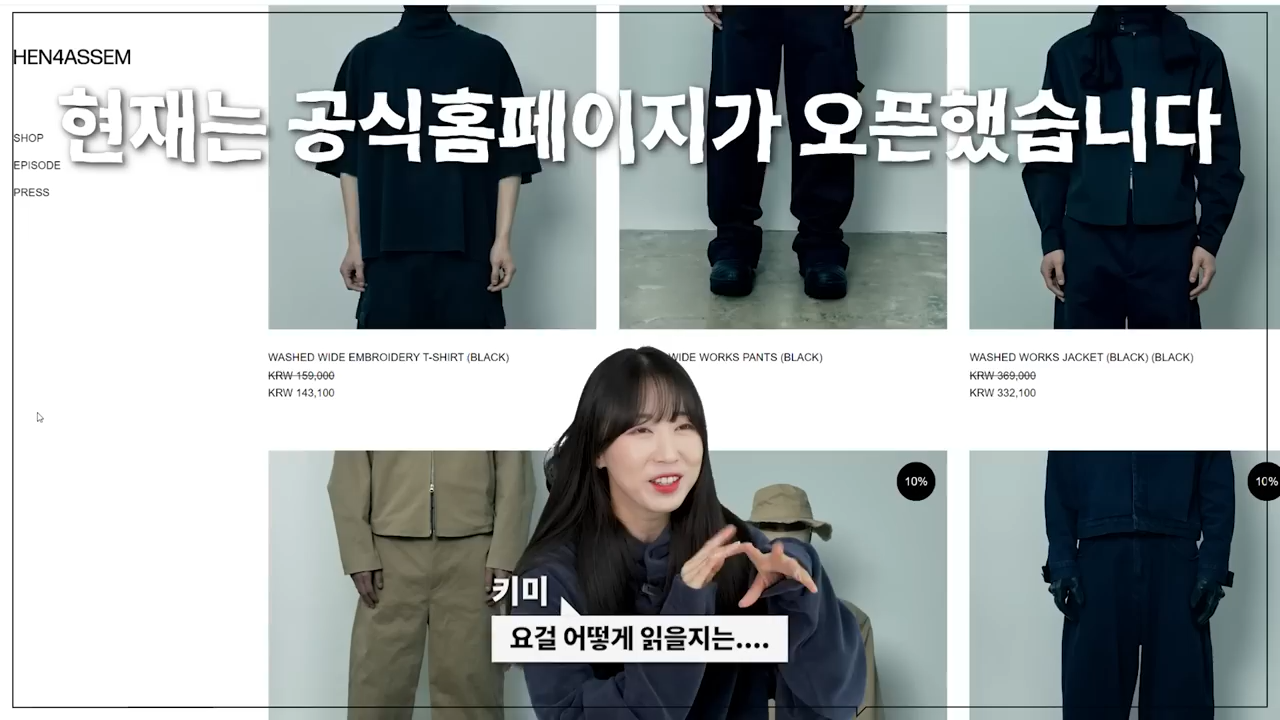 HEN4ASSEM
현재는 공식홈페이지가 오픈했습니다
SHOP
EPISODE
PRESS
WASHED WIDE EMBROIDERY T-SHIRT (BLACK)
KRW 159,000
KRW 143,100
WIDE WORKS PANTS (BLACK)
WASHED WORKS JACKET (BLACK) (BLACK)
KRW 369,000
KRW 332,100
10%
10%
키미
요걸 어떻게 읽을지는....